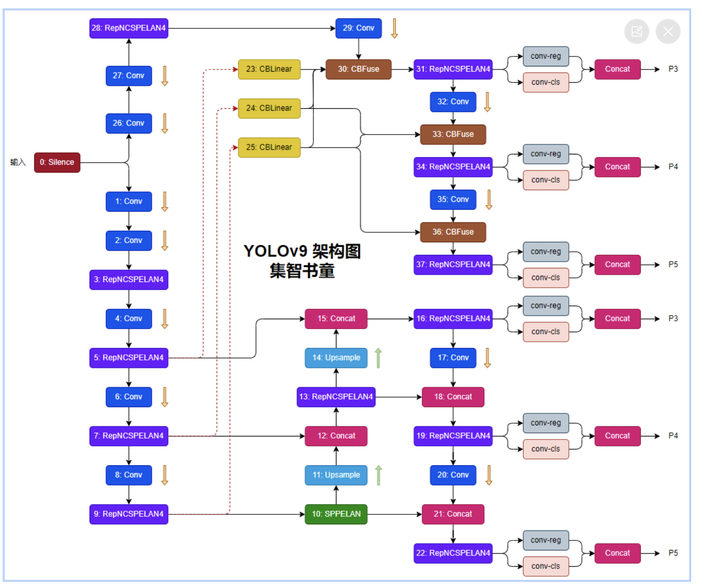 28: RepNCSPELAN4
29: Conv
27: Conv
23: CBLinear
30: CBFuse
31: RepNCSPELAN4
conv-reg
conv-cls
Concat
P3
32: Conv
26: Conv
24: CBLinear
33: CBFuse
25: CBLinear
输入
0: Silence
34: RepNCSPELAN4
conv-reg
conv-cls
Concat
P4
1: Conv
35: Conv
2: Conv
36: CBFuse
YOLOv9 架构图
集智书童
3: RepNCSPELAN4
37: RepNCSPELAN4
conv-reg
conv-cls
Concat
P5
4: Conv
15: Concat
16: RepNCSPELAN4
conv-reg
conv-cls
Concat
P3
5: RepNCSPELAN4
14: Upsample
17: Conv
6: Conv
13: RepNCSPELAN4
18: Concat
7: RepNCSPELAN4
12: Concat
19: RepNCSPELAN4
conv-reg
conv-cls
Concat
P4
8: Conv
11: Upsample
20: Conv
9: RepNCSPELAN4
10: SPPELAN
21: Concat
22: RepNCSPELAN4
conv-reg
conv-cls
Concat
P5